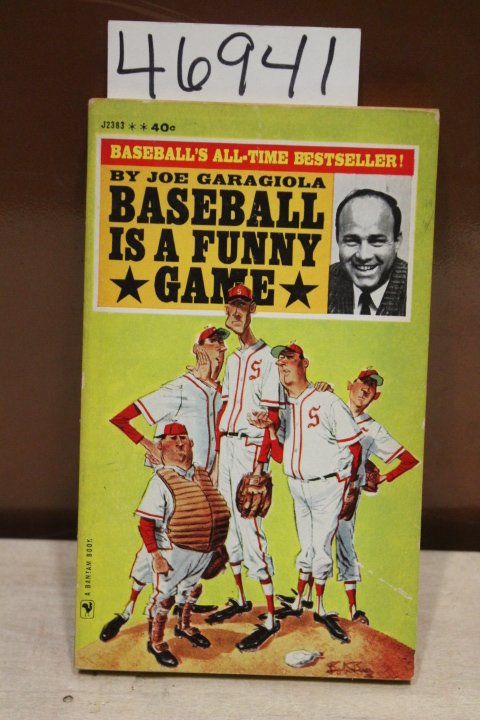 46941
J2383 ** 40¢
BASEBALL'S ALL-TIME BESTSELLER!
BY JOE GARAGIOLA
BASEBALL
IS A FUNNY
★ GAME ★
S
S
S
A BANTAM BOOK